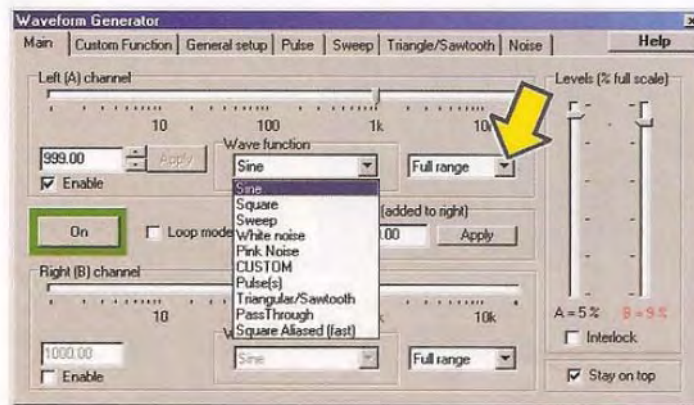 Waveform Generator
Main Custom Function General setup Pulse Sweep Triangle/Sawtooth Noise Help
Left (A) channel
Levels (% full scale)
10 100 1k
Wave function
999.00 Apply Sine Full range
Enable
Sine
Square
Sweep
White noise
Pink Noise
CUSTOM
Pulse(s)
Triangular/Sawtooth
PassThrough
Square Aliased (fast)
On Loop mode
(added to right)
.00 Apply
Right (B) channel
10 10k
A = 5 % B = 9 %
Interlock
1000.00 Sine Full range
Enable
Stay on top